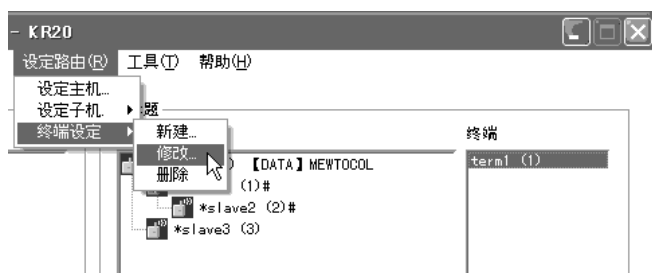 - KR20
设定路由(R) 工具(T) 帮助(H)
设定主机...
设定子机. 题
终端设定 新建... 终端
修改... ) 【DATA】MEWTOCOL term1 (1)
删除 (1)#
*slave2 (2)#
*slave3 (3)